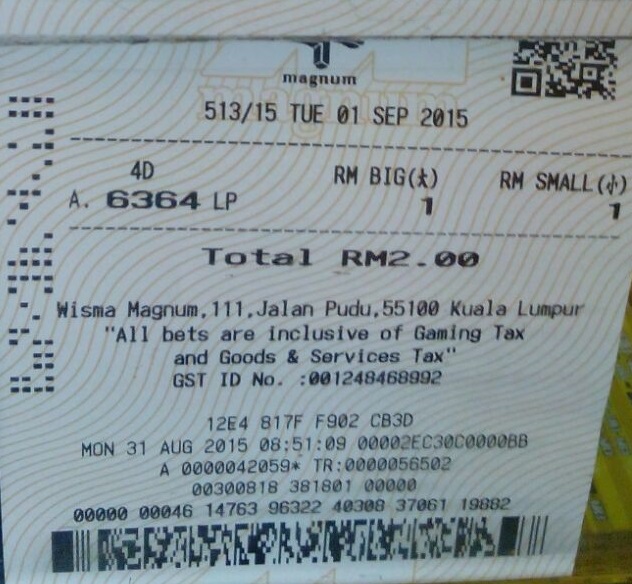 magnum
513/15 TUE 01 SEP 2015
4D RM BIG(大) RM SMALL(小)
A. 6364 LP 1 1
Total RM2.00
Wisma Magnum,111,Jalan Pudu,55100 Kuala Lumpur
"All bets are inclusive of Gaming Tax
and Goods & Services Tax"
GST ID No. :001248468992
12E4 817F F902 CB3D
MON 31 AUG 2015 08:51:09 00002EC30C0000BB
A 0000042059* TR:0000056502
00300818 381801 00000
00000 00046 14763 96322 40308 37061 19882